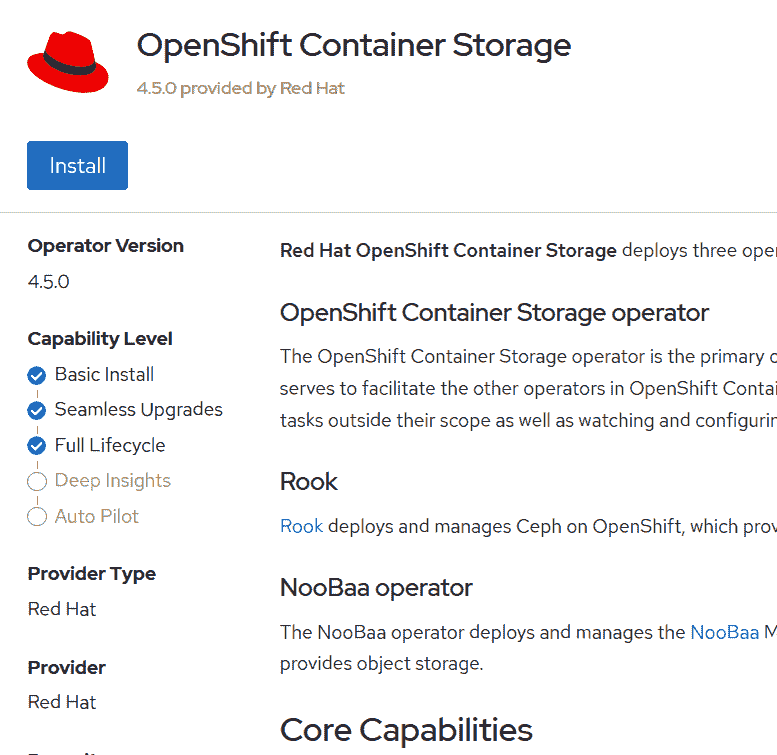 OpenShift Container Storage
4.5.0 provided by Red Hat
Install
Operator Version
4.5.0
Capability Level
Basic Install
Seamless Upgrades
Full Lifecycle
Deep Insights
Auto Pilot
Provider Type
Red Hat
Provider
Red Hat
Red Hat OpenShift Container Storage deploys three
OpenShift Container Storage operator
The OpenShift Container Storage operator is the primary
serves to facilitate the other operators in OpenShift
tasks outside their scope as well as watching and
Rook
Rook deploys and manages Ceph on OpenShift, which
NooBaa operator
The NooBaa operator deploys and manages the NooBaa
provides object storage.
Core Capabilities